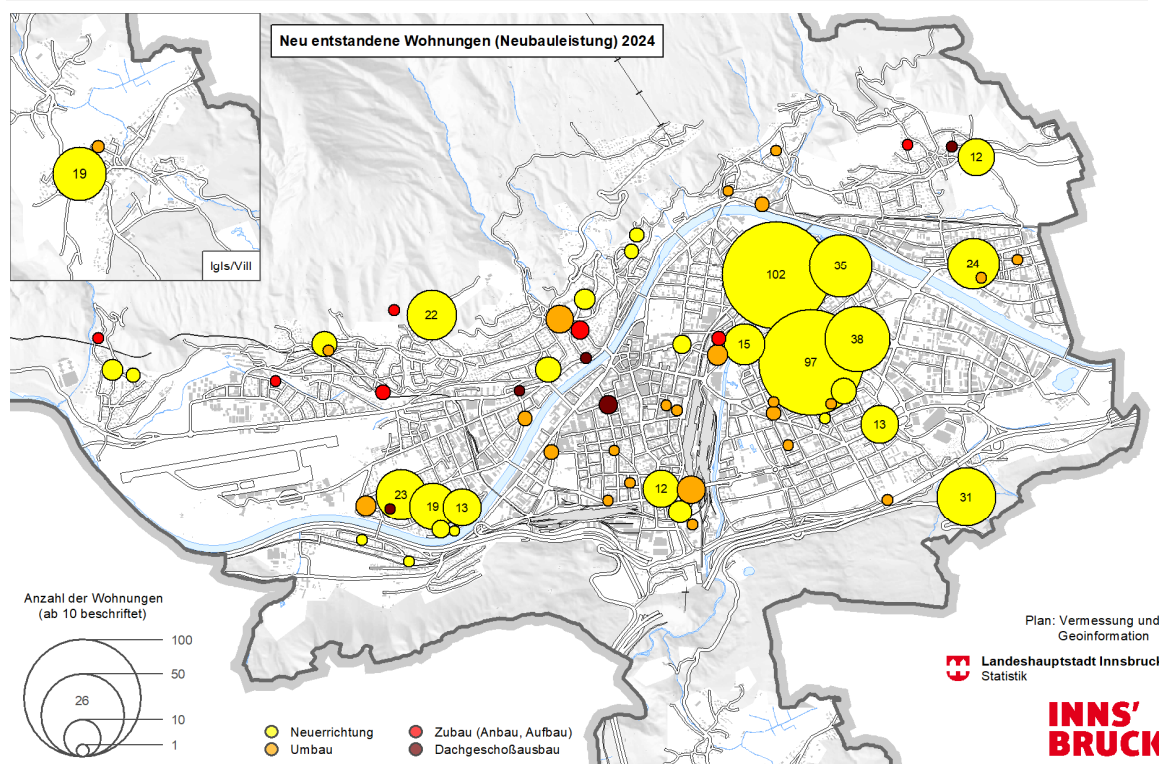 Neu entstandene Wohnungen (Neubauleistung) 2024
19
Igls/Vill
12
102
35
24
22
15
97
38
13
23
19
13
12
31
Anzahl der Wohnungen
(ab 10 beschriftet)
100
50
26
10
1
Neuerrichtung
Umbau
Zubau (Anbau, Aufbau)
Dachgeschoßausbau
Plan: Vermessung und
Geoinformation
Landeshauptstadt Innsbruck
Statistik
INNS'
BRUCK